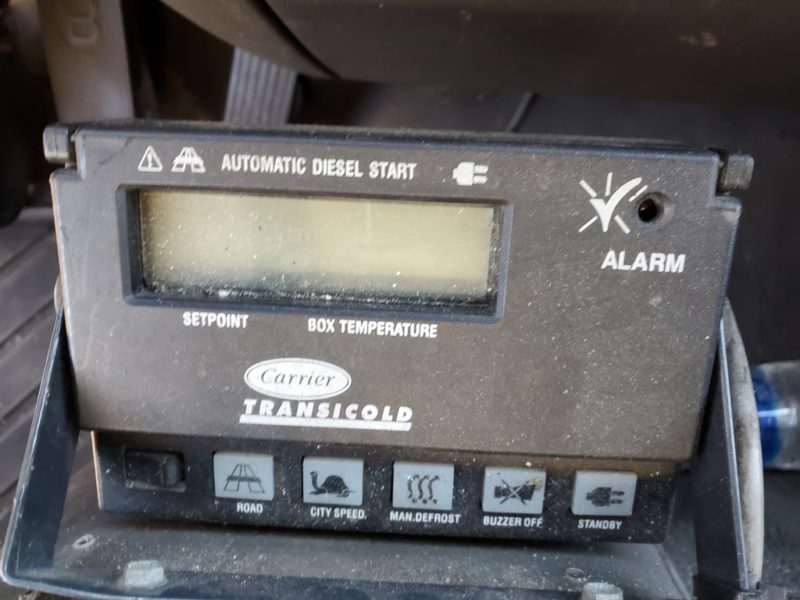 AUTOMATIC DIESEL START
ALARM
SETPOINT
BOX TEMPERATURE
Carrier
TRANSICOLD
ROAD
CITY SPEED.
MAN.DEFROST
BUZZER OFF
STANDBY